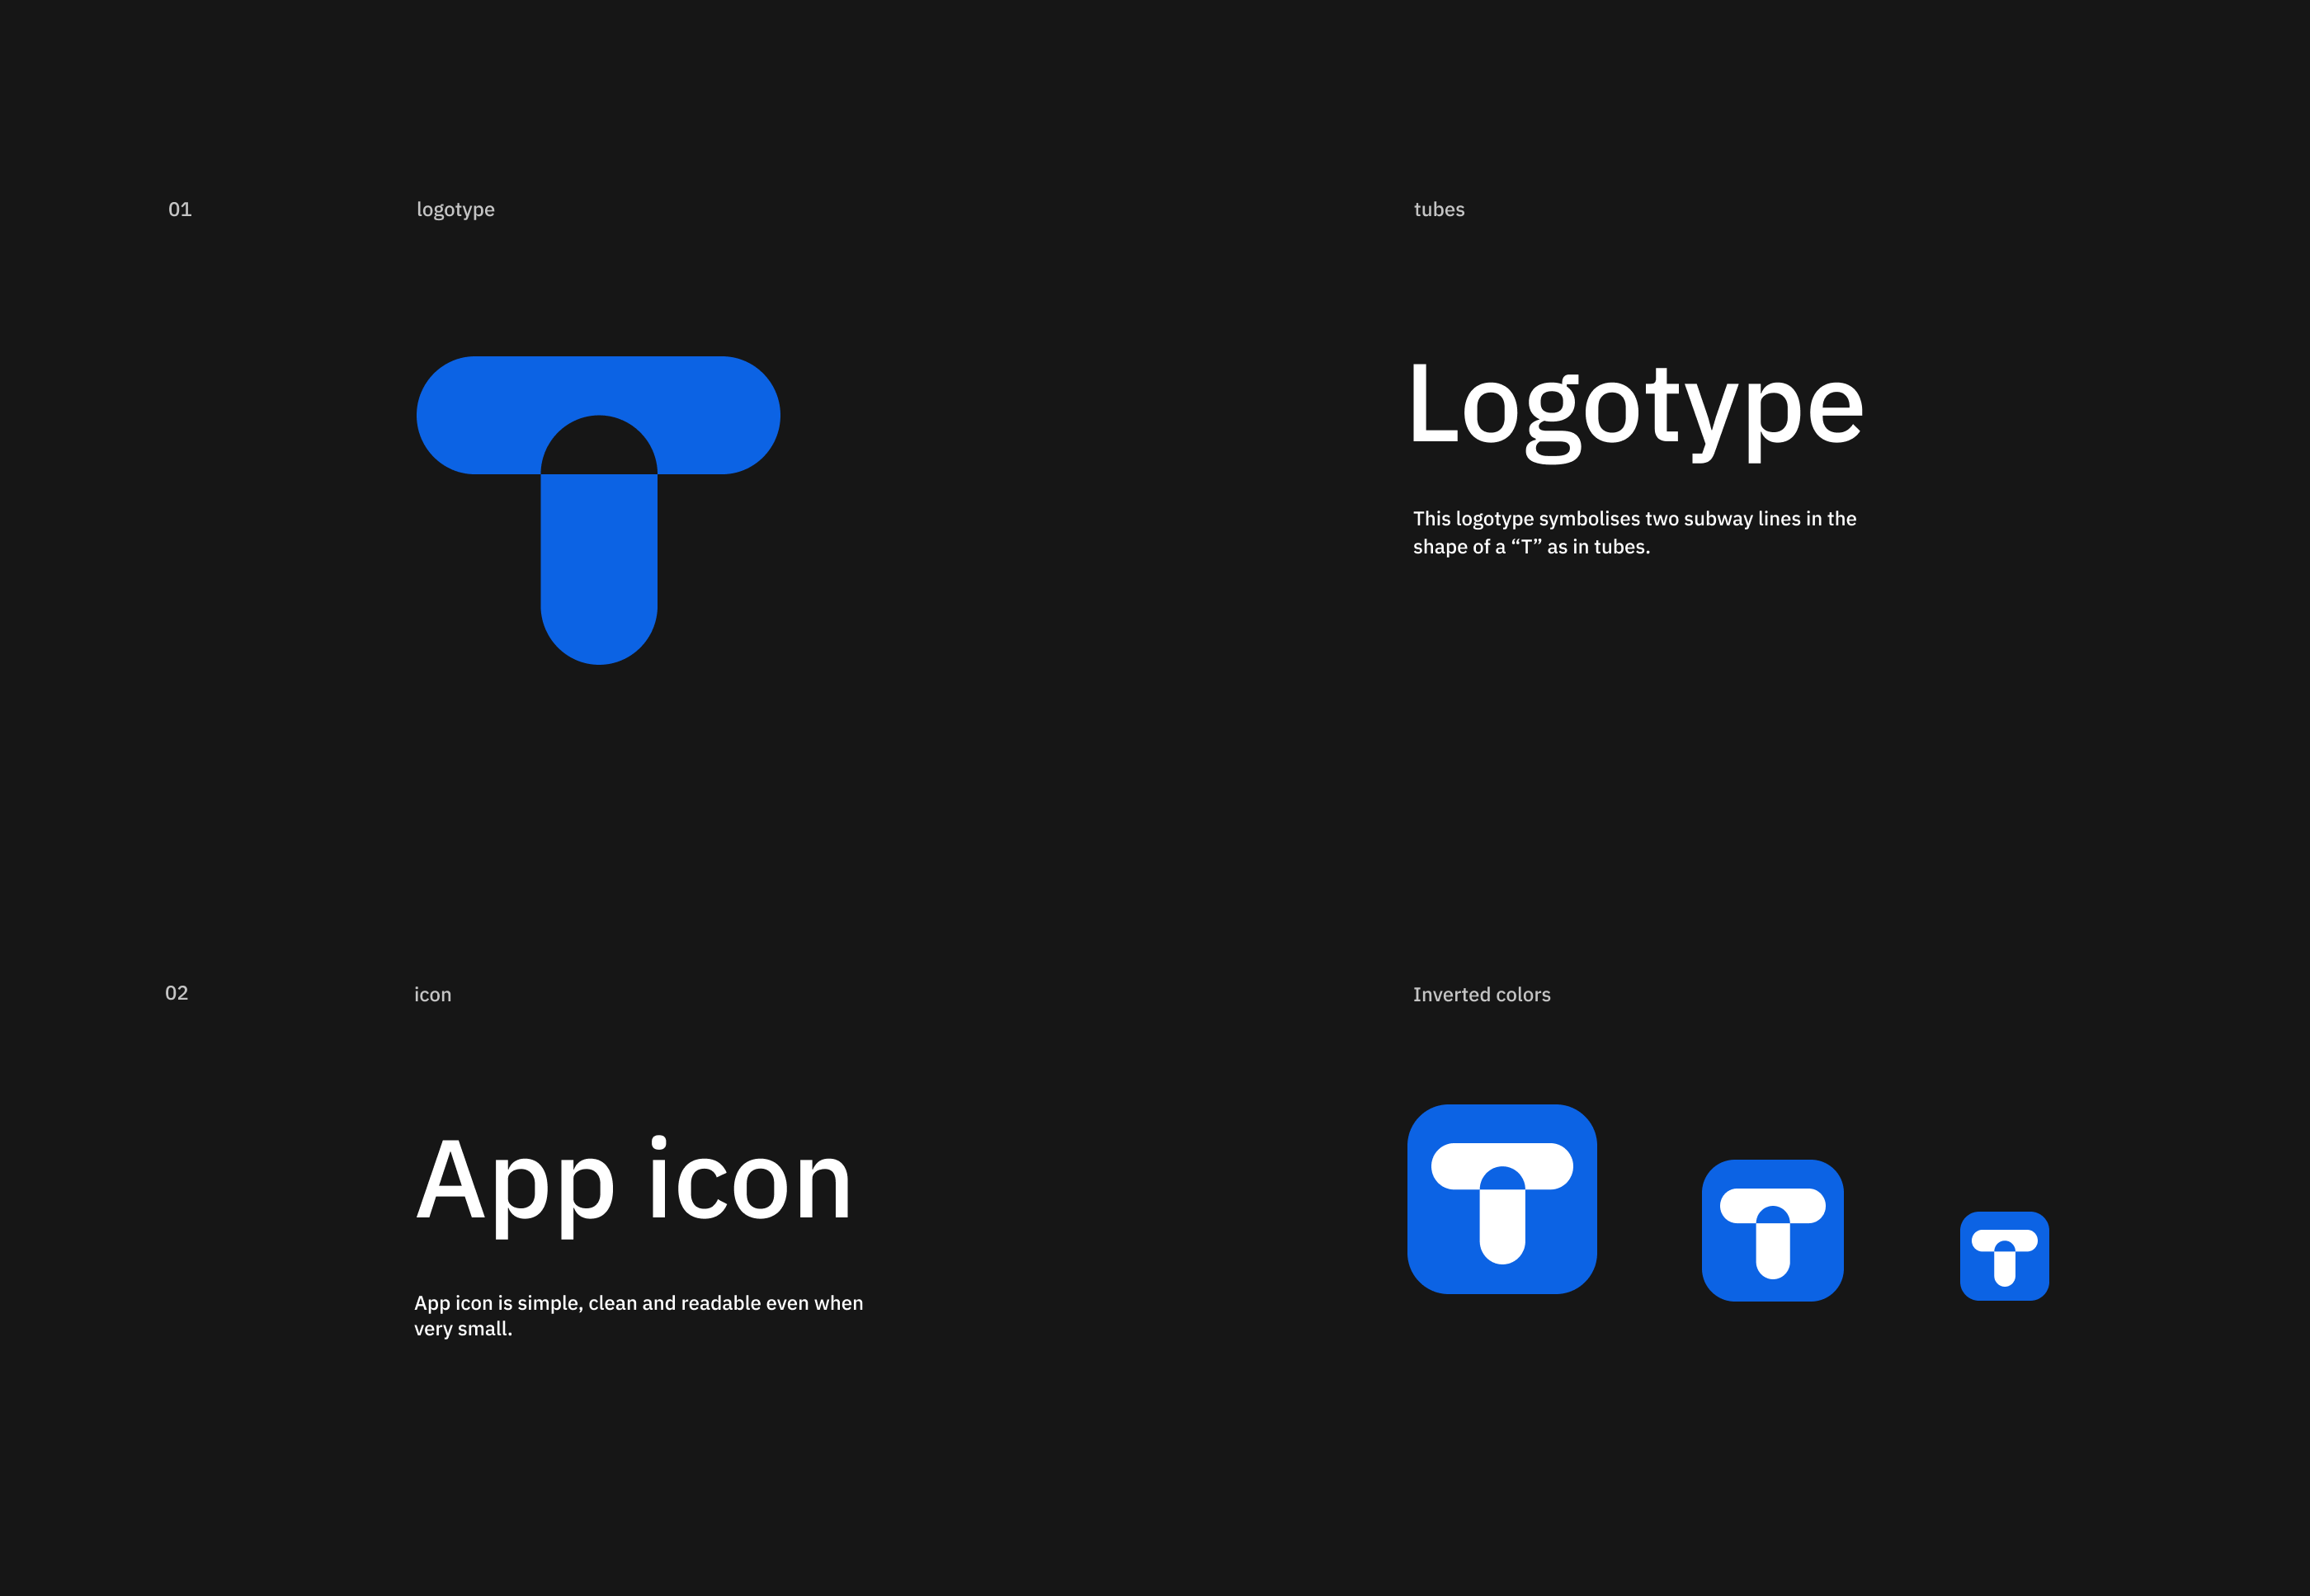 01
logotype
tubes
Logotype
This logotype symbolises two subway lines in the
shape of a “T” as in tubes.
02
icon
Inverted colors
App icon
App icon is simple, clean and readable even when
very small.